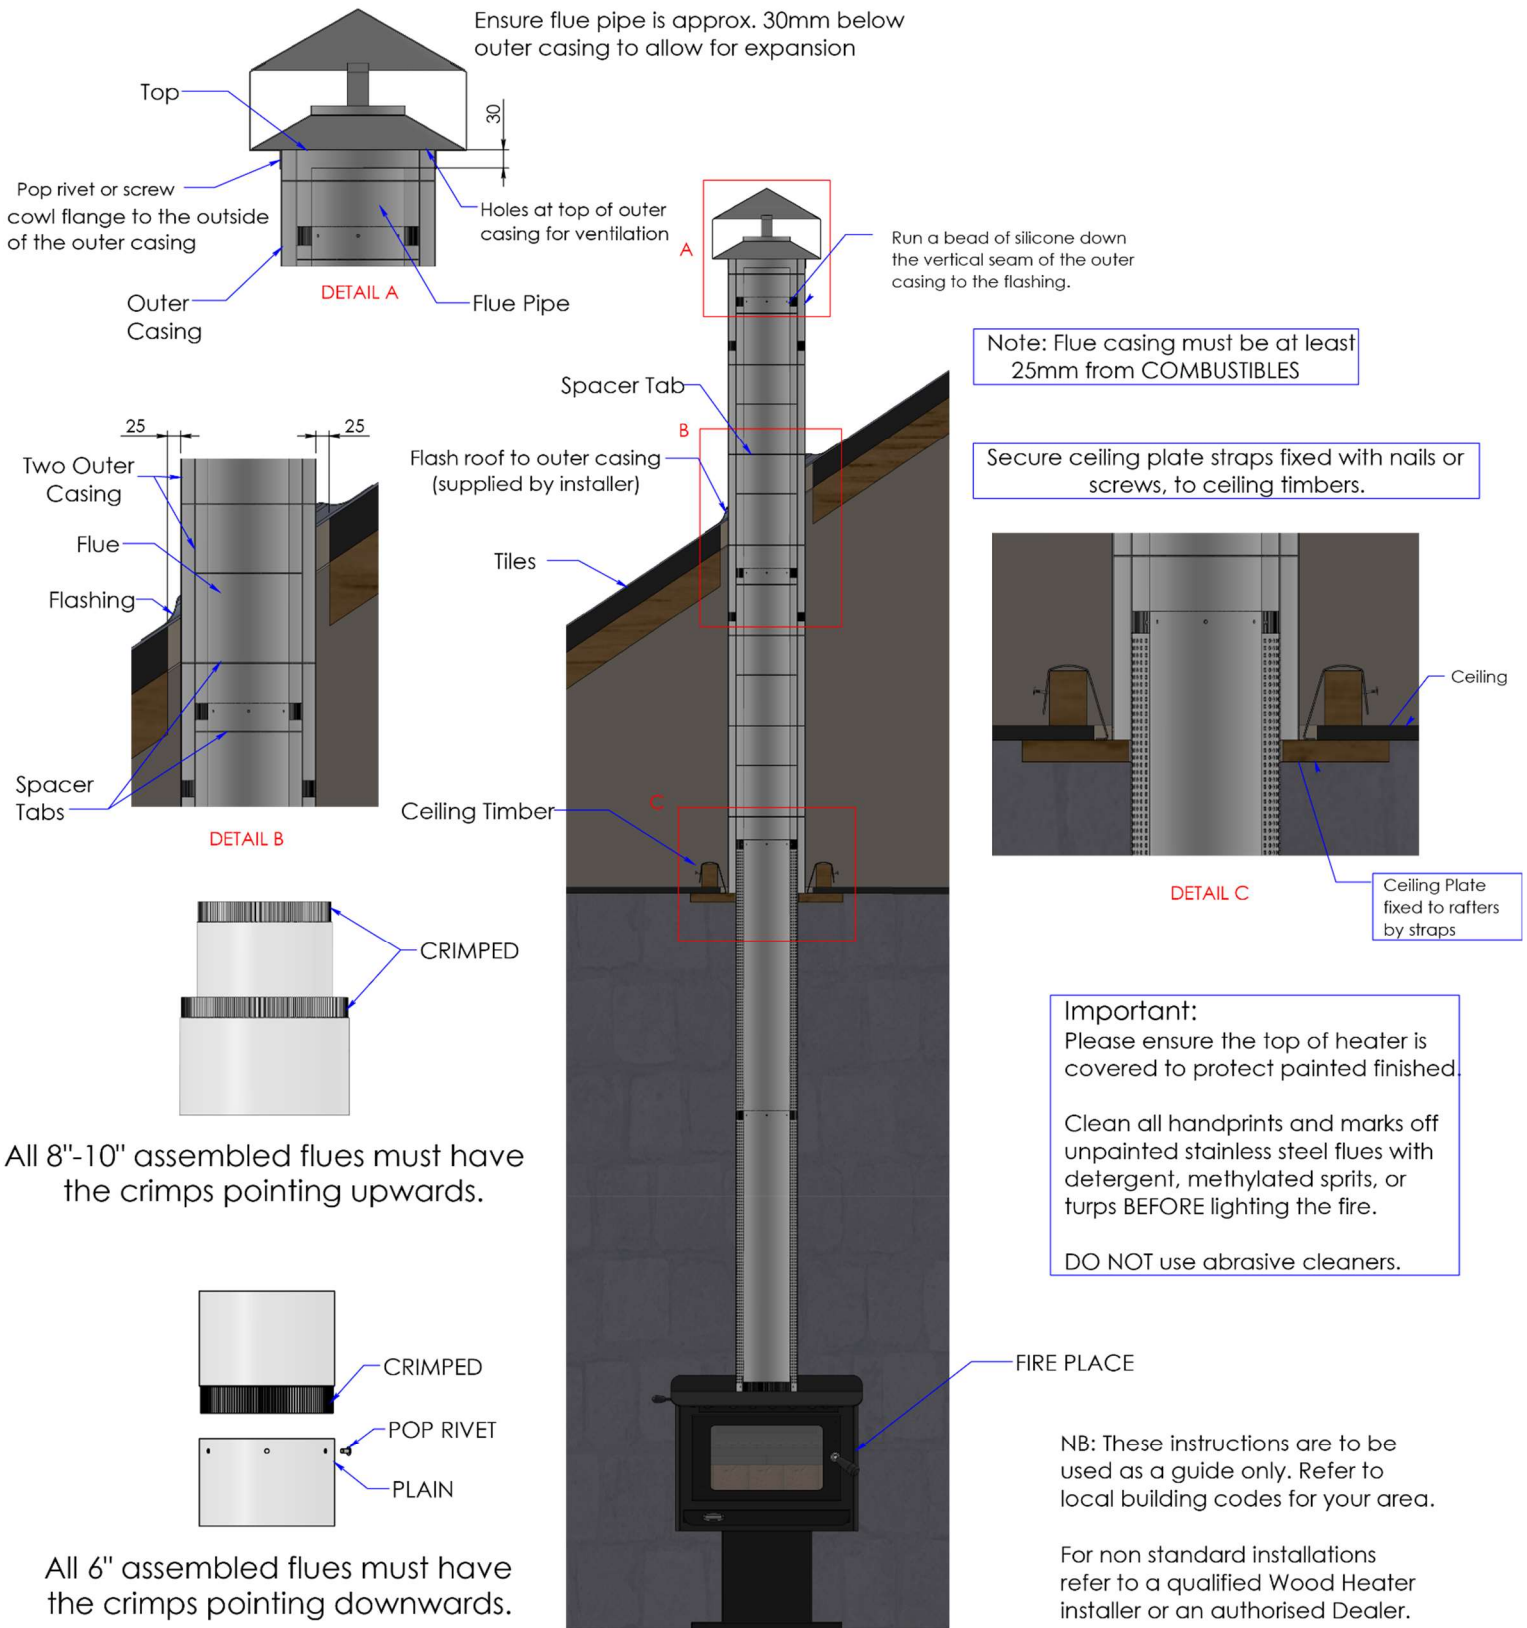 Ensure flue pipe is approx. 30mm below
outer casing to allow for expansion
Top
30
Pop rivet or screw
cowl flange to the outside
of the outer casing
Holes at top of outer
casing for ventilation
Outer
Casing
DETAIL A
Flue Pipe
A
Run a bead of silicone down
the vertical seam of the outer
casing to the flashing.
Note: Flue casing must be at least
25mm from COMBUSTIBLES
Spacer Tab
B
Flash roof to outer casing
(supplied by installer)
Tiles
Secure ceiling plate straps fixed with nails or
screws, to ceiling timbers.
25
25
Two Outer
Casing
Flue
Flashing
Spacer
Tabs
DETAIL B
Ceiling Timber
C
Ceiling
DETAIL C
Ceiling Plate
fixed to rafters
by straps
CRIMPED
All 8"-10" assembled flues must have
the crimps pointing upwards.
Important:
Please ensure the top of heater is
covered to protect painted finished.
Clean all handprints and marks off
unpainted stainless steel flues with
detergent, methylated sprits, or
turps BEFORE lighting the fire.
DO NOT use abrasive cleaners.
CRIMPED
POP RIVET
PLAIN
All 6" assembled flues must have
the crimps pointing downwards.
FIRE PLACE
NB: These instructions are to be
used as a guide only. Refer to
local building codes for your area.
For non standard installations
refer to a qualified Wood Heater
installer or an authorised Dealer.